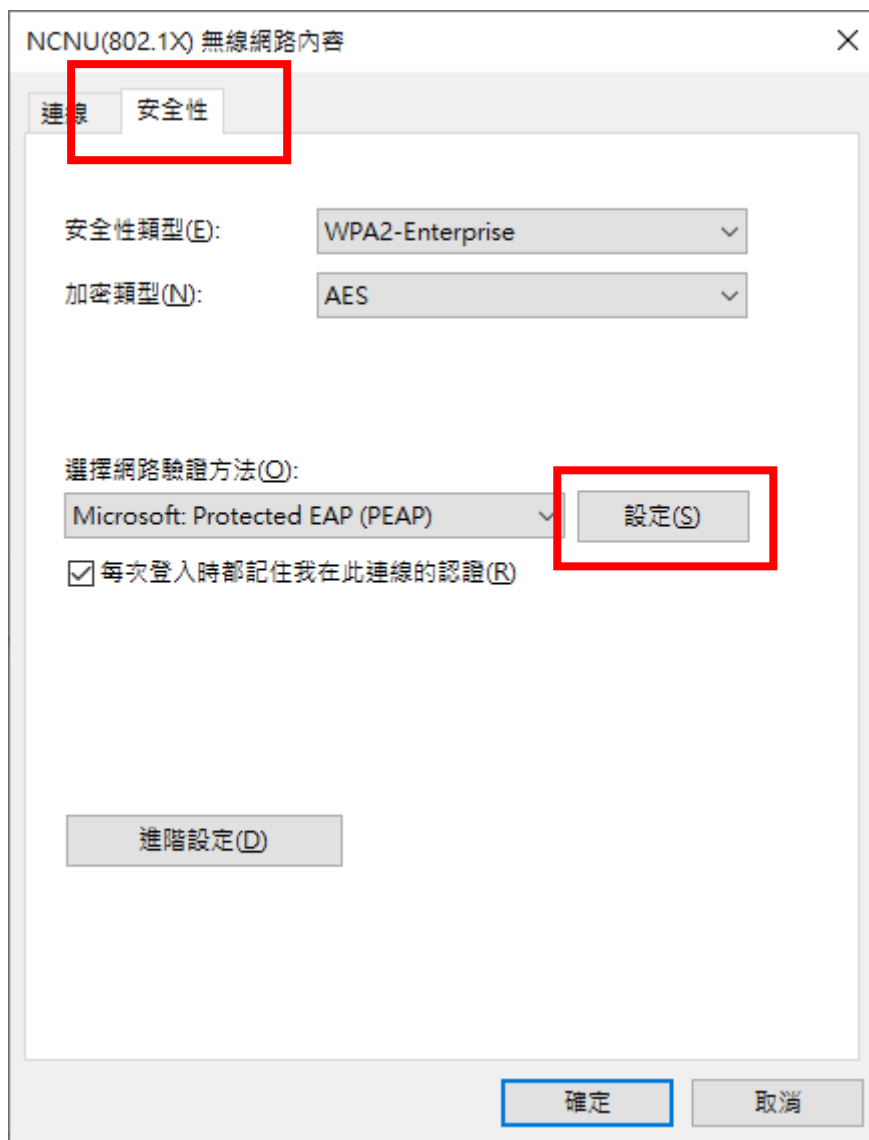 NCNU(802.1X) 無線網路內容
連線 安全性
安全性類型(E): WPA2-Enterprise
加密類型(N): AES
選擇網路驗證方法(O):
Microsoft: Protected EAP (PEAP) 設定(S)
每次登入時都記住我在此連線的認證(R)
進階設定(D)
確定 取消